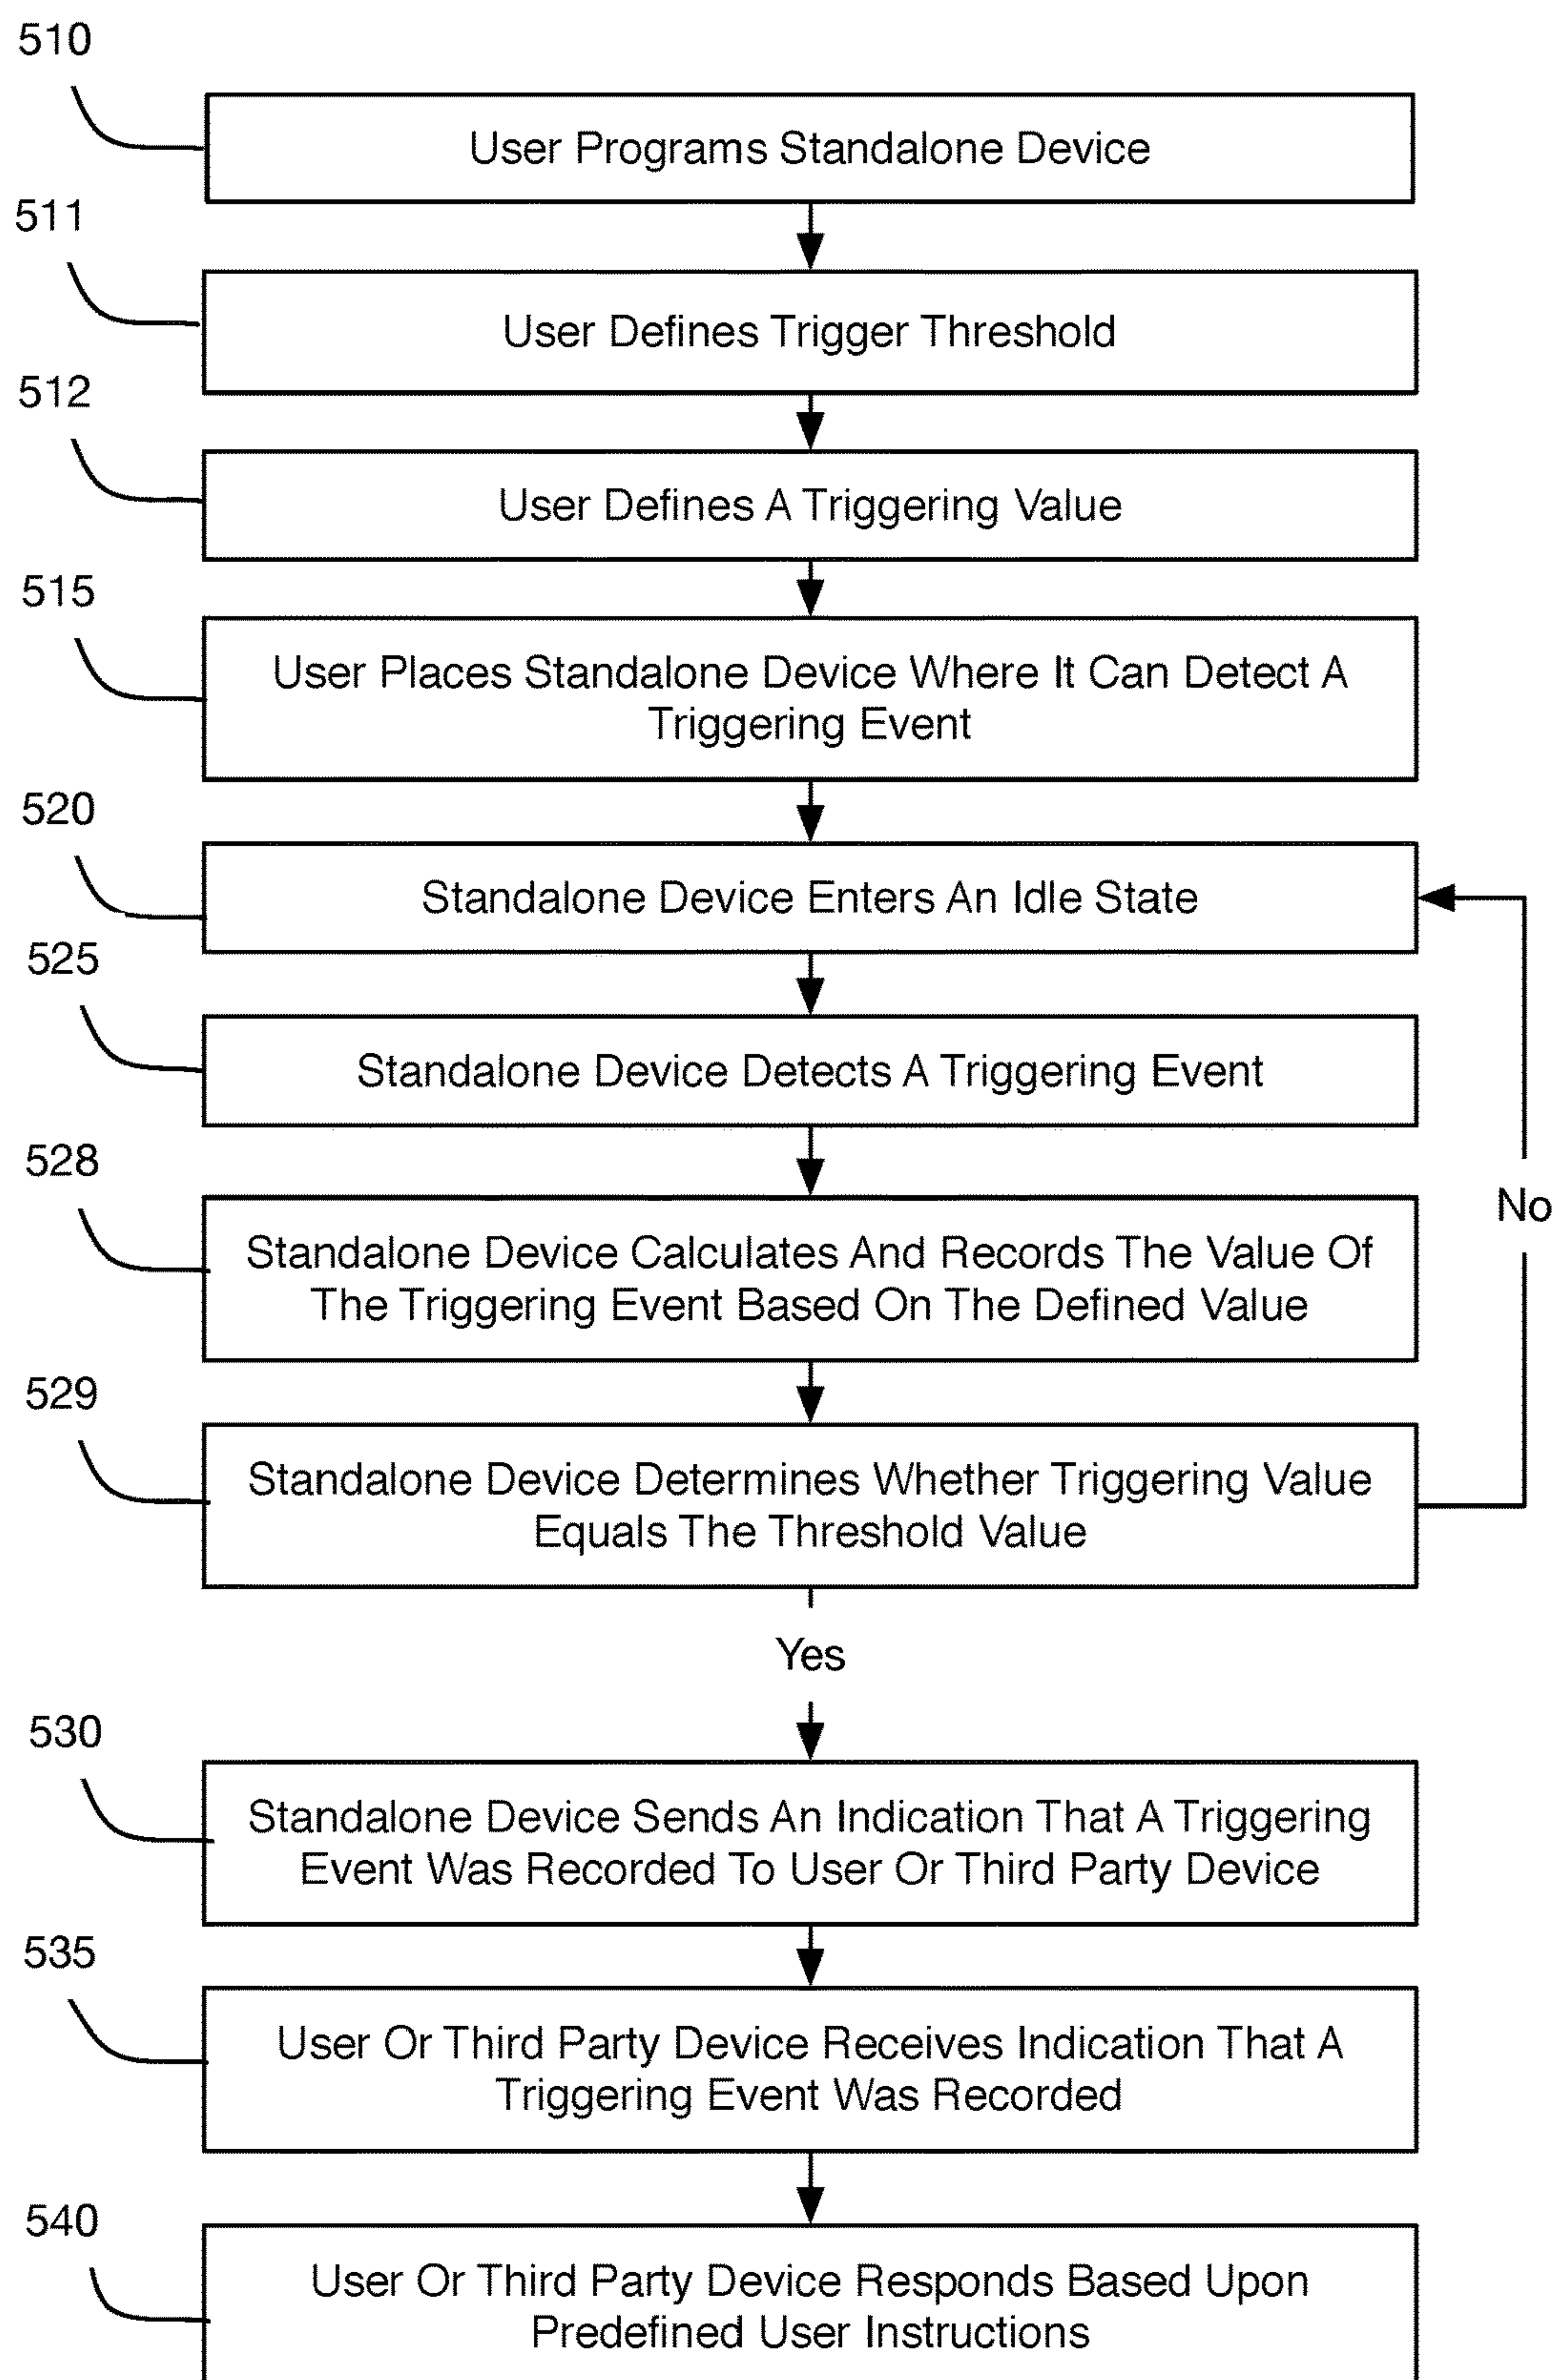 510
User Programs Standalone Device
511
User Defines Trigger Threshold
512
User Defines A Triggering Value
515
User Places Standalone Device Where It Can Detect A
Triggering Event
520
Standalone Device Enters An Idle State
525
Standalone Device Detects A Triggering Event
528
Standalone Device Calculates And Records The Value Of
The Triggering Event Based On The Defined Value
No
529
Standalone Device Determines Whether Triggering Value
Equals The Threshold Value
Yes
530
Standalone Device Sends An Indication That A Triggering
Event Was Recorded To User Or Third Party Device
535
User Or Third Party Device Receives Indication That A
Triggering Event Was Recorded
540
User Or Third Party Device Responds Based Upon
Predefined User Instructions